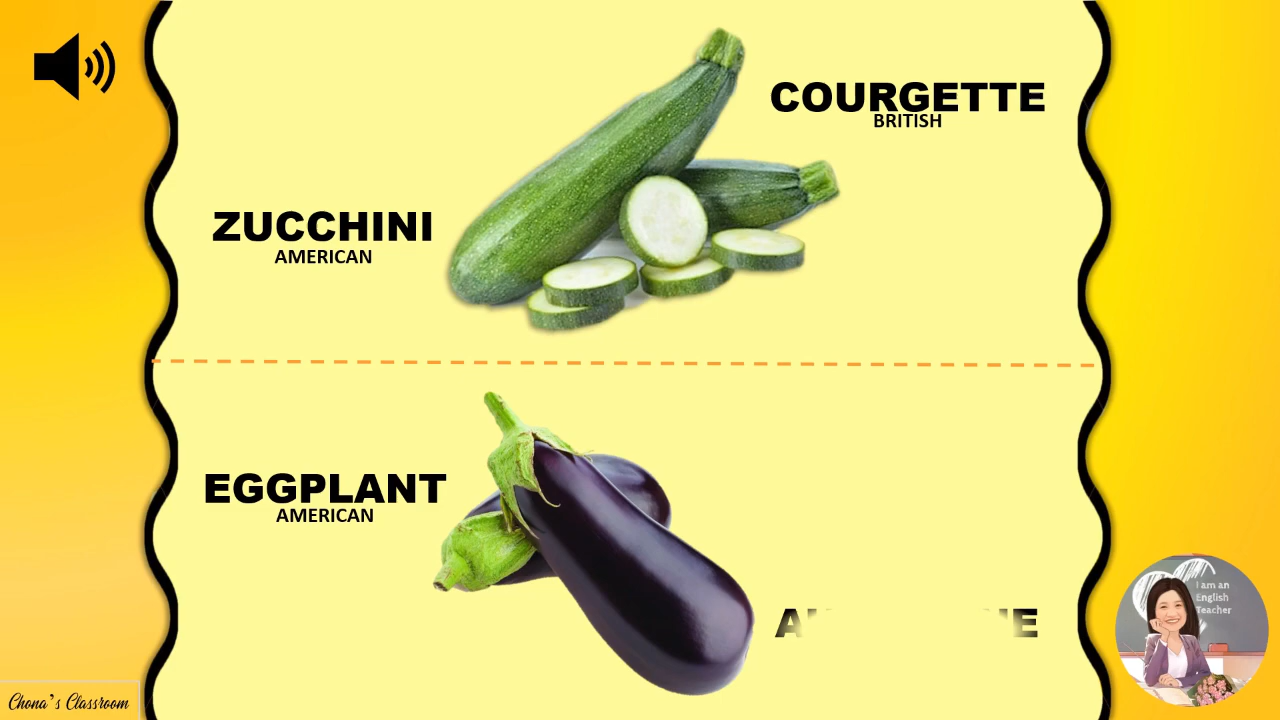 COURGETTE
BRITISH
ZUCCHINI
AMERICAN
EGGPLANT
AMERICAN
I am an
English
Teacher
Chona's Classroom